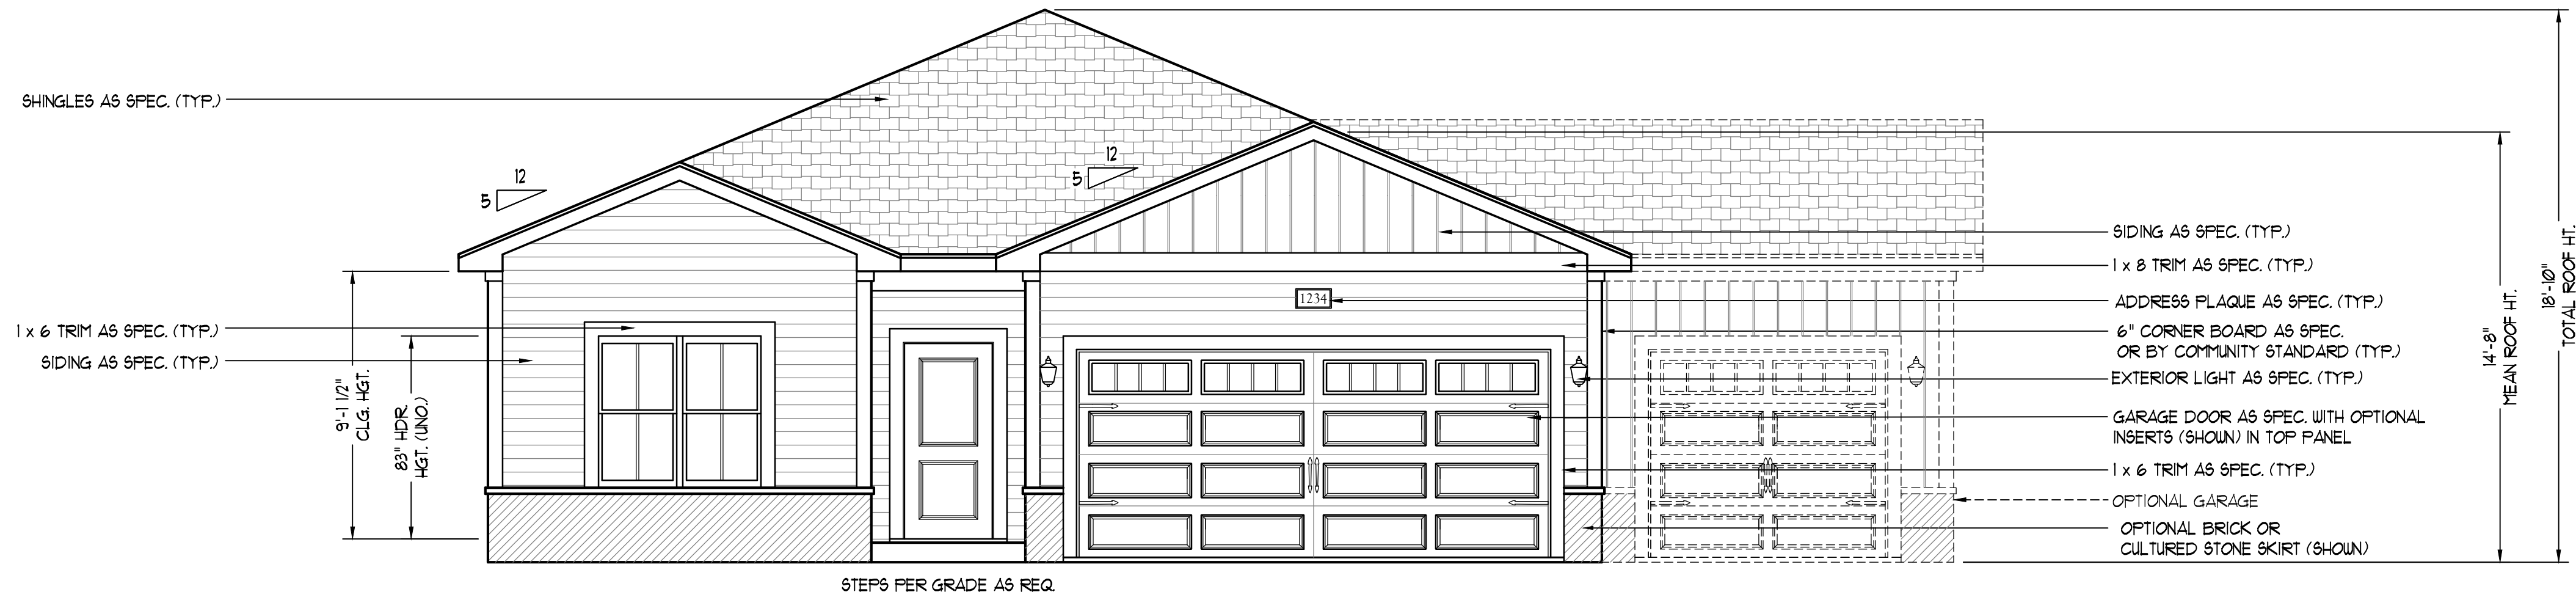 SHINGLES AS SPEC. (TYP.)
12
5
12
5
1 x 6 TRIM AS SPEC. (TYP.)
SIDING AS SPEC. (TYP.)
9'-1 1/2"
CLG. HGT.
83" HDR.
HGT. (UNO.)
1234
SIDING AS SPEC. (TYP.)
1 x 8 TRIM AS SPEC. (TYP.)
ADDRESS PLAQUE AS SPEC. (TYP.)
6" CORNER BOARD AS SPEC.
OR BY COMMUNITY STANDARD (TYP.)
EXTERIOR LIGHT AS SPEC. (TYP.)
GARAGE DOOR AS SPEC. WITH OPTIONAL
INSERTS (SHOWN) IN TOP PANEL
1 x 6 TRIM AS SPEC. (TYP.)
OPTIONAL GARAGE
OPTIONAL BRICK OR
CULTURED STONE SKIRT (SHOWN)
14'-8"
MEAN ROOF HT.
18'-10"
TOTAL ROOF HT.
STEPS PER GRADE AS REQ.